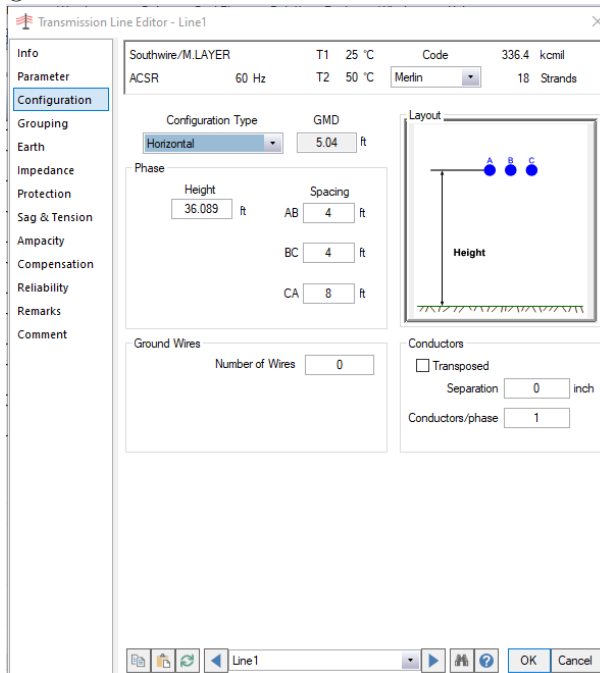 Transmission Line Editor - Line1
Info
Parameter
Configuration
Grouping
Earth
Impedance
Protection
Sag & Tension
Ampacity
Compensation
Reliability
Remarks
Comment
Southwire/M.LAYER T1 25 °C Code 336.4 kcmil
ACSR 60 Hz T2 50 °C Merlin 18 Strands
Configuration Type GMD
Horizontal 5.04 ft
Layout
A B C
Height
Phase
Height Spacing
36.089 ft AB 4 ft
BC 4 ft
CA 8 ft
Ground Wires
Number of Wires 0
Conductors
Transposed
Separation 0 inch
Conductors/phase 1
Line1
OK Cancel